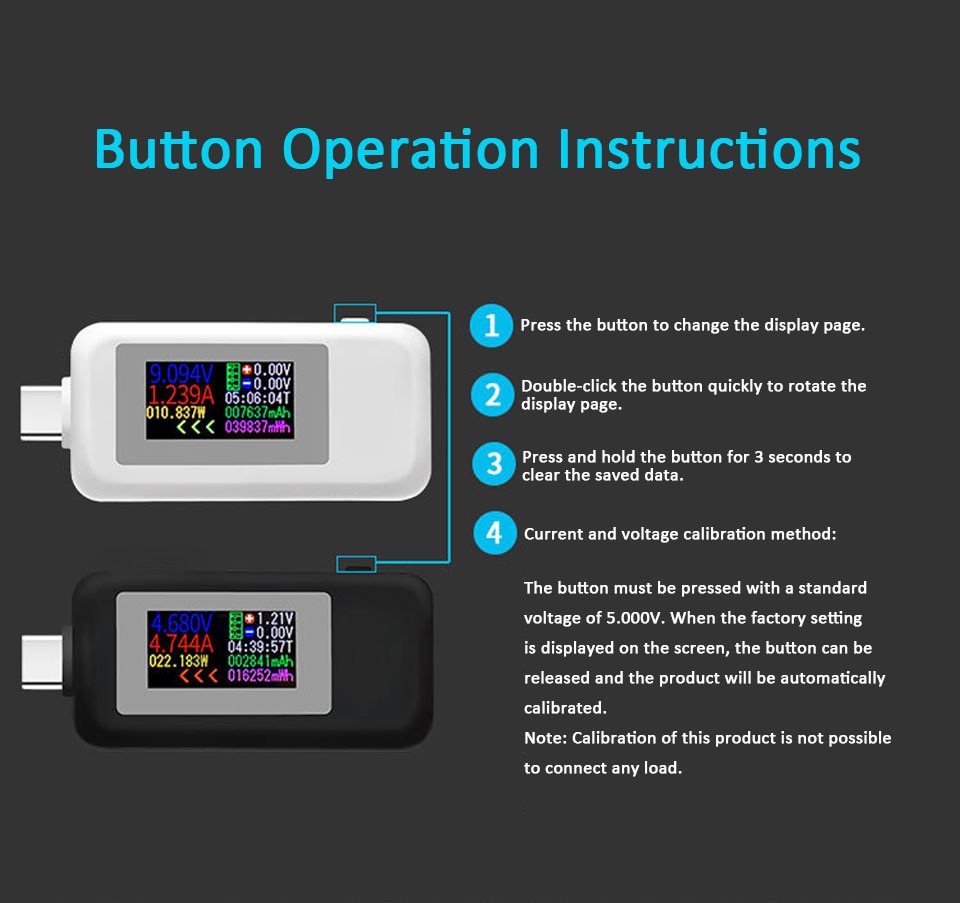 Button Operation Instructions
1 Press the button to change the display page.
2 Double-click the button quickly to rotate the
display page.
3 Press and hold the button for 3 seconds to
clear the saved data.
4 Current and voltage calibration method:
The button must be pressed with a standard
voltage of 5.000V. When the factory setting
is displayed on the screen, the button can be
released and the product will be automatically
calibrated.
Note: Calibration of this product is not possible
to connect any load.
9.094V
1.239A
010.837W
<<<
+0.00V
-0.00V
05:06:04T
007637mAh
039837mWh
4.680V
4.744A
022.183W
<<<
+1.21V
-0.00V
04:39:57T
002841mAh
016252mWh